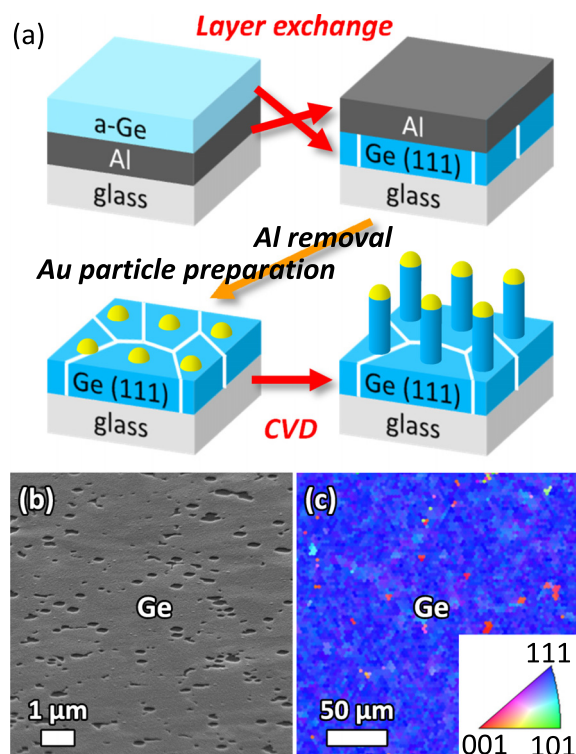 (a)
Layer exchange
a-Ge
Al
glass
Al
Ge (111)
glass
Al removal
Au particle preparation
Ge (111)
glass
CVD
Ge (111)
glass
(b)
Ge
1 μm
(c)
Ge
50 μm
111
001
101